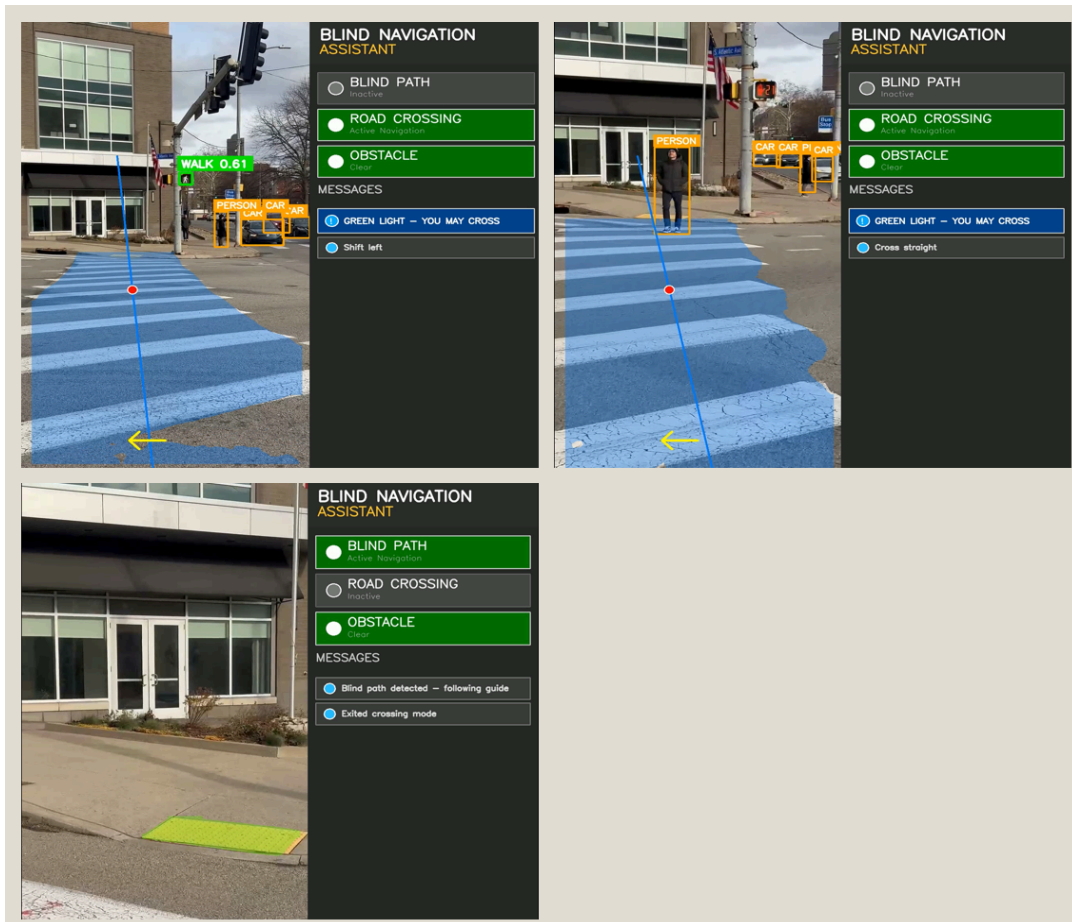 BLIND NAVIGATION
ASSISTANT
BLIND PATH
Inactive
ROAD CROSSING
Active Navigation
OBSTACLE
Clear
MESSAGES
GREEN LIGHT – YOU MAY CROSS
Shift left
WALK 0.61
PERSON
CAR
CAR
BLIND NAVIGATION
ASSISTANT
BLIND PATH
Inactive
ROAD CROSSING
Active Navigation
OBSTACLE
Clear
MESSAGES
GREEN LIGHT – YOU MAY CROSS
Cross straight
PERSON
CAR
CAR
CAR
Bus
Stop
BLIND NAVIGATION
ASSISTANT
BLIND PATH
Active Navigation
ROAD CROSSING
Inactive
OBSTACLE
Clear
MESSAGES
Blind path detected – following guide
Exited crossing mode